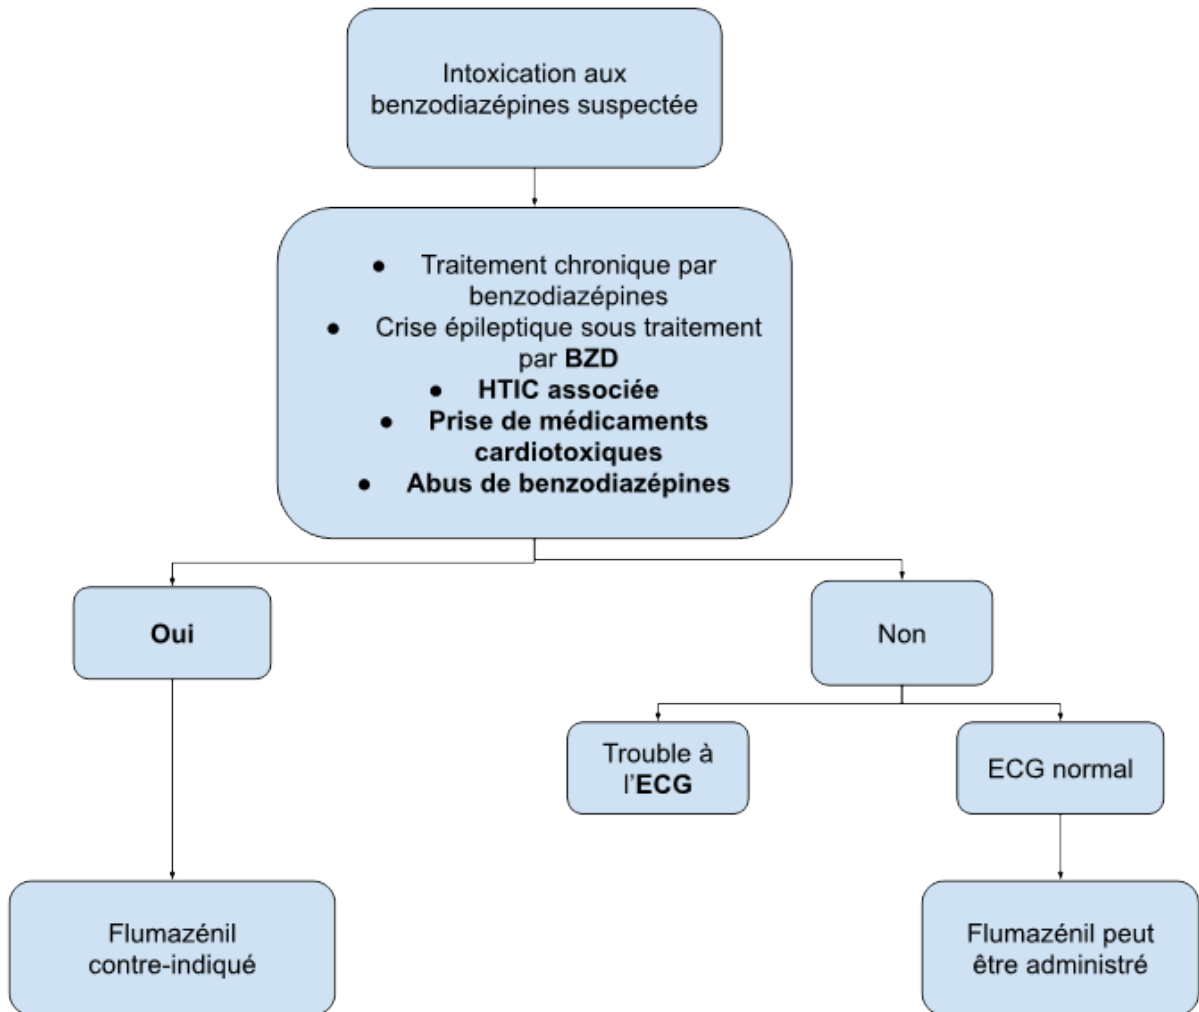 Intoxication aux
benzodiazépines suspectée
● Traitement chronique par
benzodiazépines
● Crise épileptique sous traitement
par BZD
● HTIC associée
● Prise de médicaments
cardiotoxiques
● Abus de benzodiazépines
Oui
Non
Trouble à
l'ECG
ECG normal
Flumazénil
contre-indiqué
Flumazénil peut
être administré